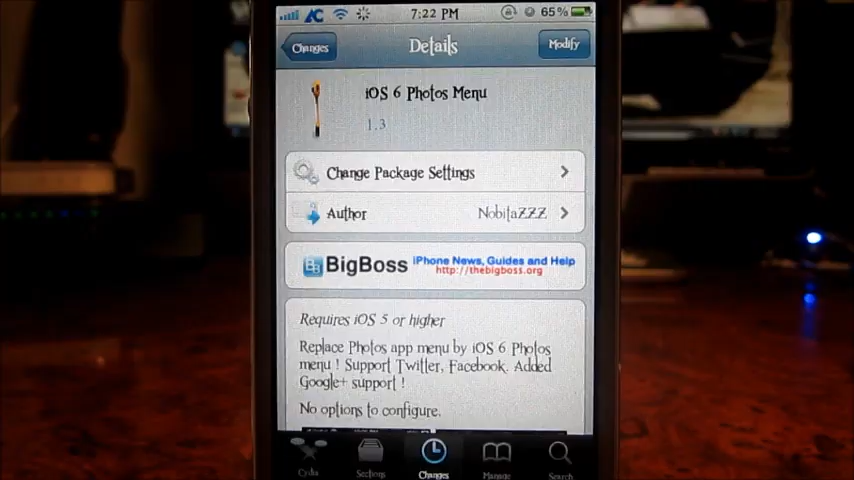 AC 7:22 PM 65%
Changes Details Modify
iOS 6 Photos Menu
1.3
Change Package Settings
Author NobitaZZZ
BigBoss iPhone News, Guides and Help
http://thebigboss.org
Requires iOS 5 or higher
Replace Photos app menu by iOS 6 Photos
menu ! Support Twitter, Facebook. Added
Google+ support !
No options to configure.
Cydia Sections Changes Manage Search